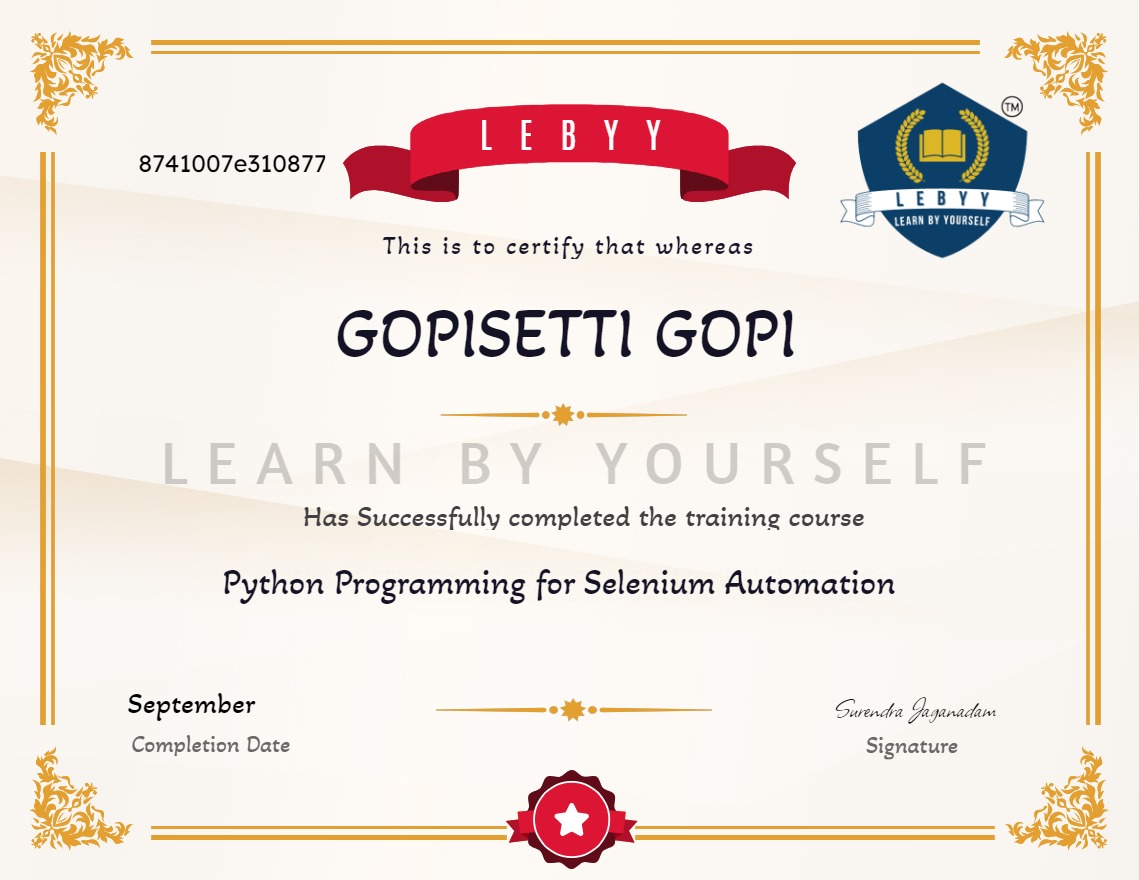 LEBYY
TM
8741007e310877
LEBYY
LEARN BY YOURSELF
This is to certify that whereas
GOPISETTI GOPI
LEARN BY YOURSELF
Has Successfully completed the training course
Python Programming for Selenium Automation
September
Surendra Jaganadam
Completion Date
Signature